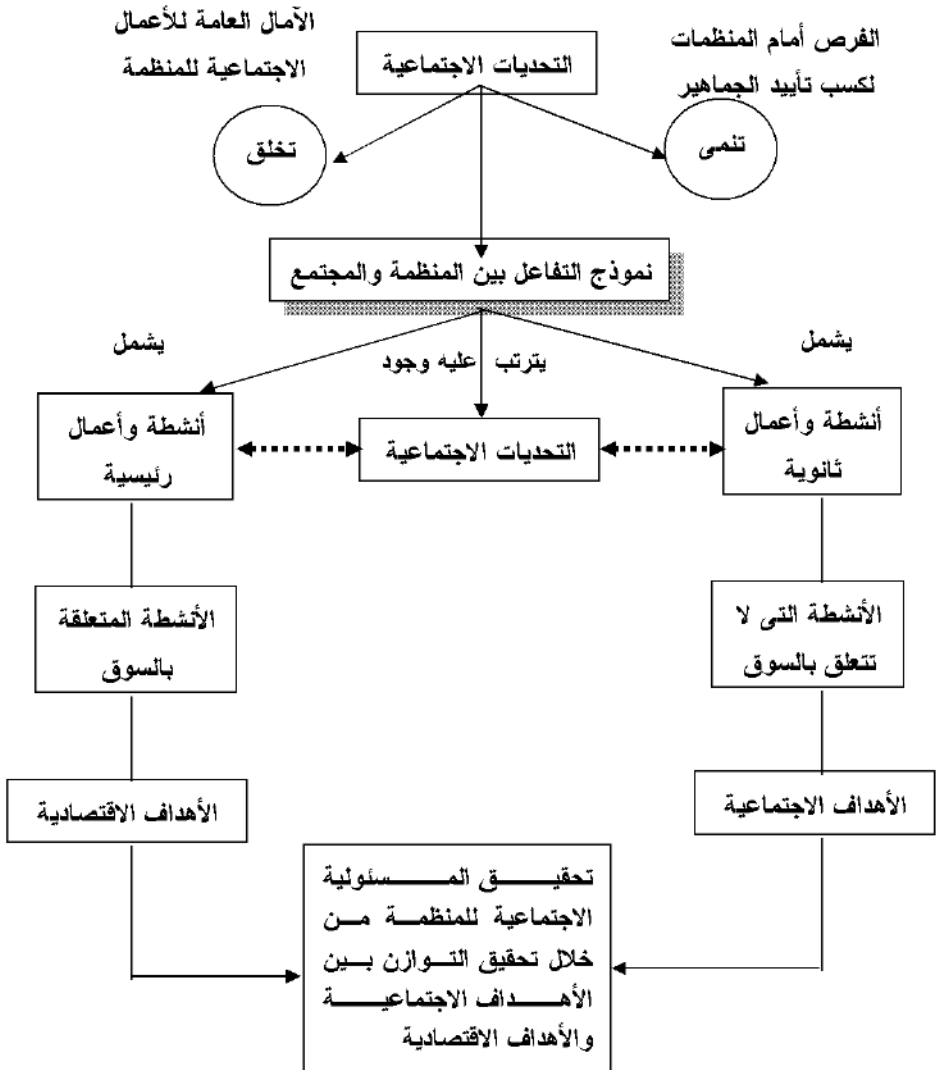 الفرص أمام المنظمات
لكسب تأييد الجماهير
التحديات الاجتماعية
الآمال العامة للأعمال
الاجتماعية للمنظمة
تنمى
تخلق
نموذج التفاعل بين المنظمة والمجتمع
يشمل
يترتب عليه وجود
يشمل
أنشطة وأعمال
ثانوية
التحديات الاجتماعية
أنشطة وأعمال
رئيسية
الأنشطة التى لا
تتعلق بالسوق
الأنشطة المتعلقة
بالسوق
الأهداف الاجتماعية
الأهداف الاقتصادية
تحقيق المسئولية
الاجتماعية للمنظمة من
خلال تحقيق التوازن بين
الأهداف الاجتماعية
والأهداف الاقتصادية